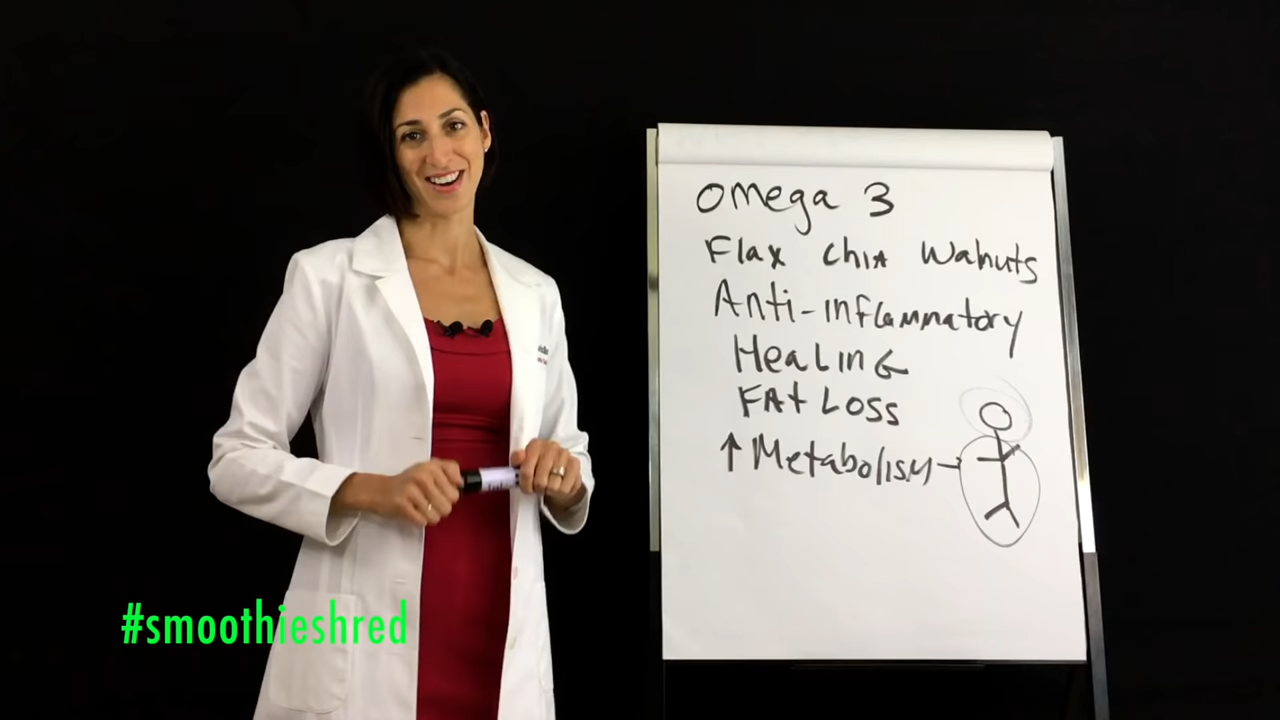 Omega 3
Flax Chia Walnuts
Anti-inflammatory
Healing
Fat Loss
↑ Metabolism
#smoothieshred